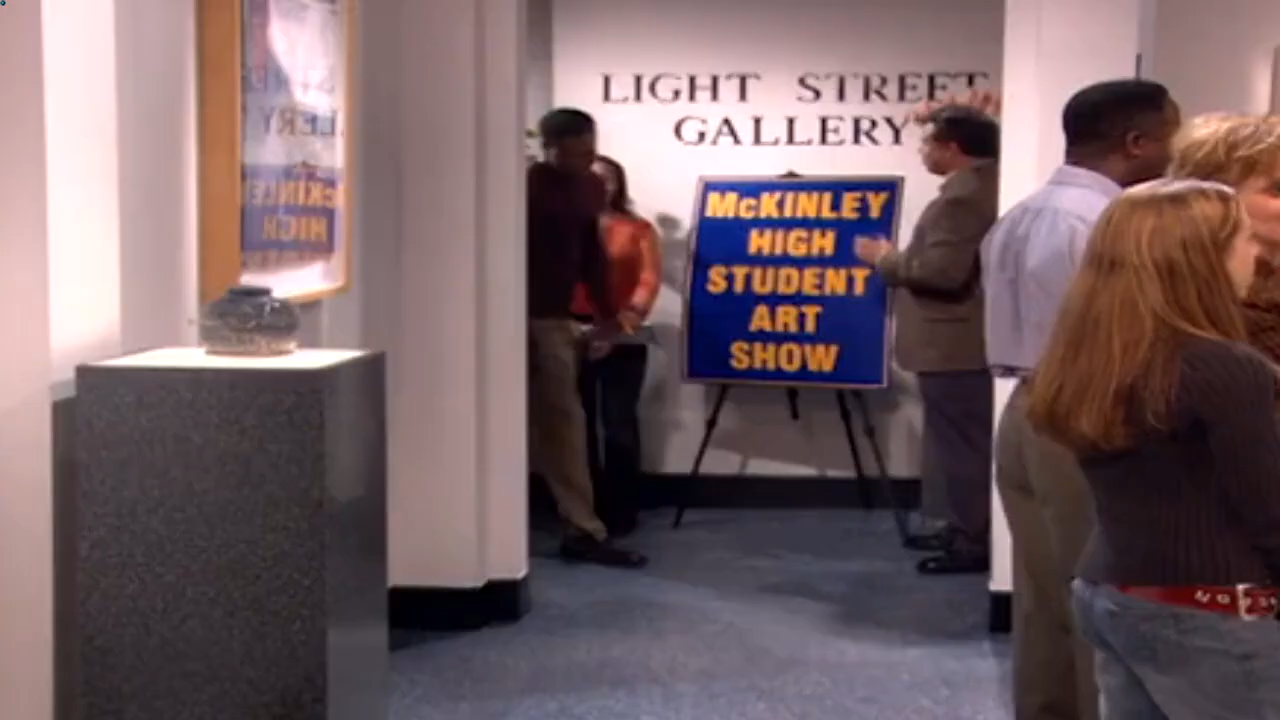 LIGHT STREET
GALLERY
McKINLEY
HIGH
STUDENT
ART
SHOW